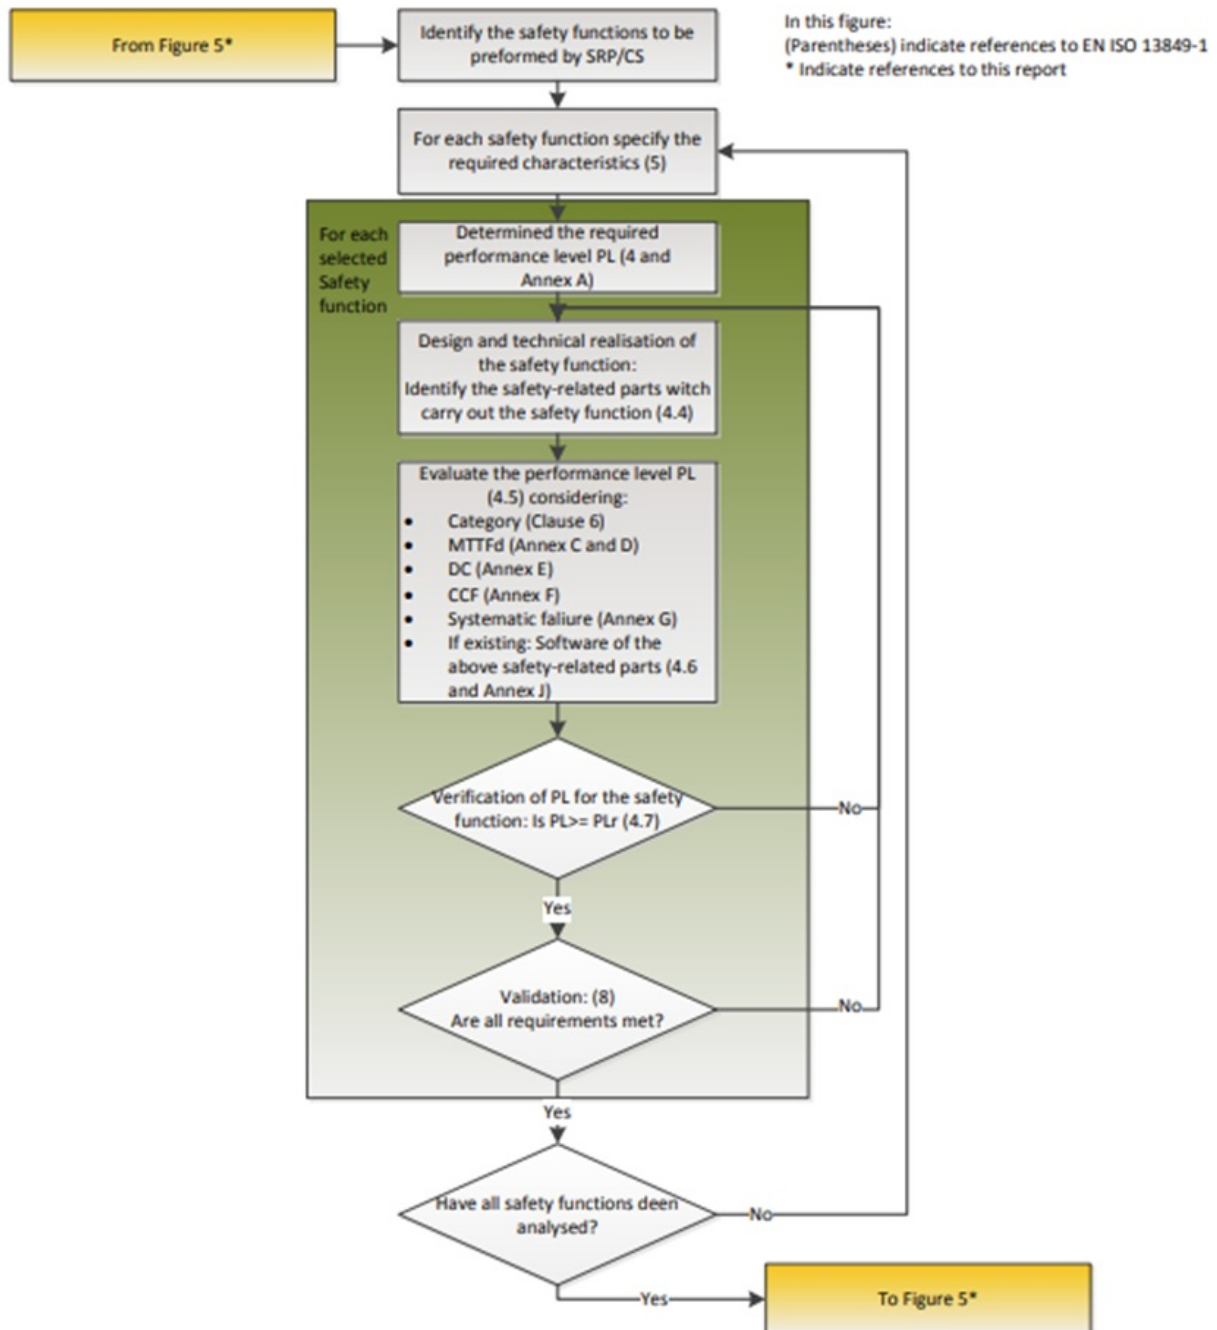 From Figure 5*
Identify the safety functions to be
preformed by SRP/CS
In this figure:
(Parentheses) indicate references to EN ISO 13849-1
* Indicate references to this report
For each safety function specify the
required characteristics (5)
For each
selected
Safety
function
Determined the required
performance level PL (4 and
Annex A)
Design and technical realisation of
the safety function:
Identify the safety-related parts witch
carry out the safety function (4.4)
Evaluate the performance level PL
(4.5) considering:
• Category (Clause 6)
• MTTFd (Annex C and D)
• DC (Annex E)
• CCF (Annex F)
• Systematic faliure (Annex G)
• If existing: Software of the
above safety-related parts (4.6
and Annex J)
Verification of PL for the safety
function: Is PL>= PLr (4.7)
No
Yes
Validation: (8)
Are all requirements met?
No
Yes
Have all safety functions deen
analysed?
No
Yes
To Figure 5*